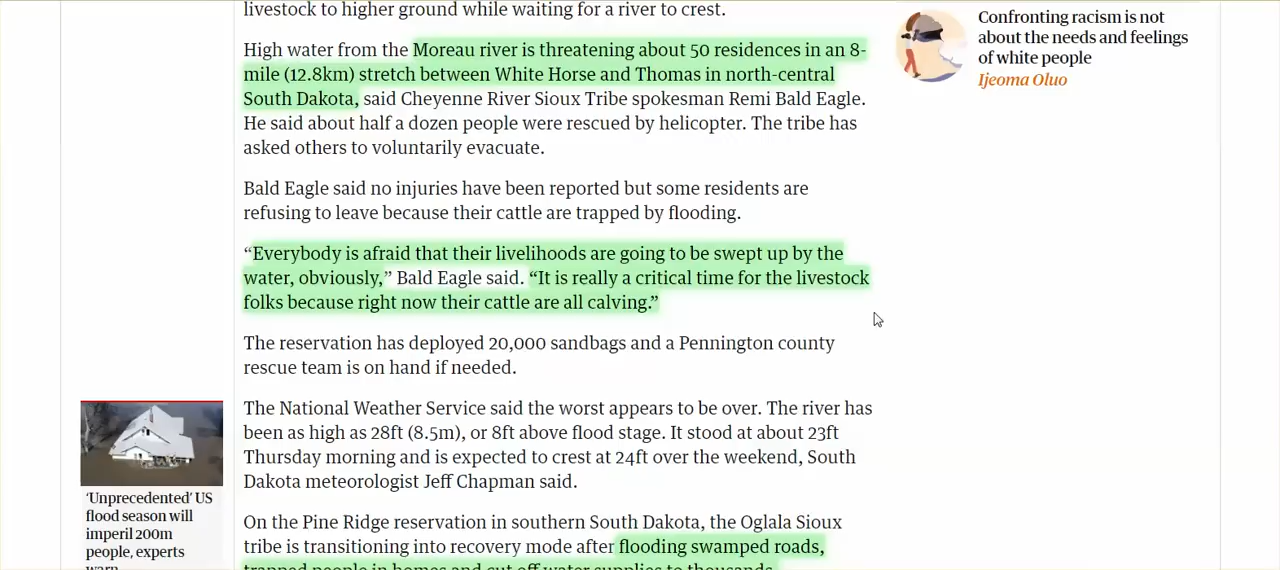 livestock to higher ground while waiting for a river to crest.
High water from the Moreau river is threatening about 50 residences in an 8-
mile (12.8km) stretch between White Horse and Thomas in north-central
South Dakota, said Cheyenne River Sioux Tribe spokesman Remi Bald Eagle.
He said about half a dozen people were rescued by helicopter. The tribe has
asked others to voluntarily evacuate.
Bald Eagle said no injuries have been reported but some residents are
refusing to leave because their cattle are trapped by flooding.
“Everybody is afraid that their livelihoods are going to be swept up by the
water, obviously,” Bald Eagle said. “It is really a critical time for the livestock
folks because right now their cattle are all calving.”
The reservation has deployed 20,000 sandbags and a Pennington county
rescue team is on hand if needed.
The National Weather Service said the worst appears to be over. The river has
been as high as 28ft (8.5m), or 8ft above flood stage. It stood at about 23ft
Thursday morning and is expected to crest at 24ft over the weekend, South
Dakota meteorologist Jeff Chapman said.
On the Pine Ridge reservation in southern South Dakota, the Oglala Sioux
tribe is transitioning into recovery mode after flooding swamped roads,
trapped people in homes and cut off water supplies to thousands.
‘Unprecedented’ US
flood season will
imperil 200m
people, experts
warn
Confronting racism is not
about the needs and feelings
of white people
Ijeoma Oluo